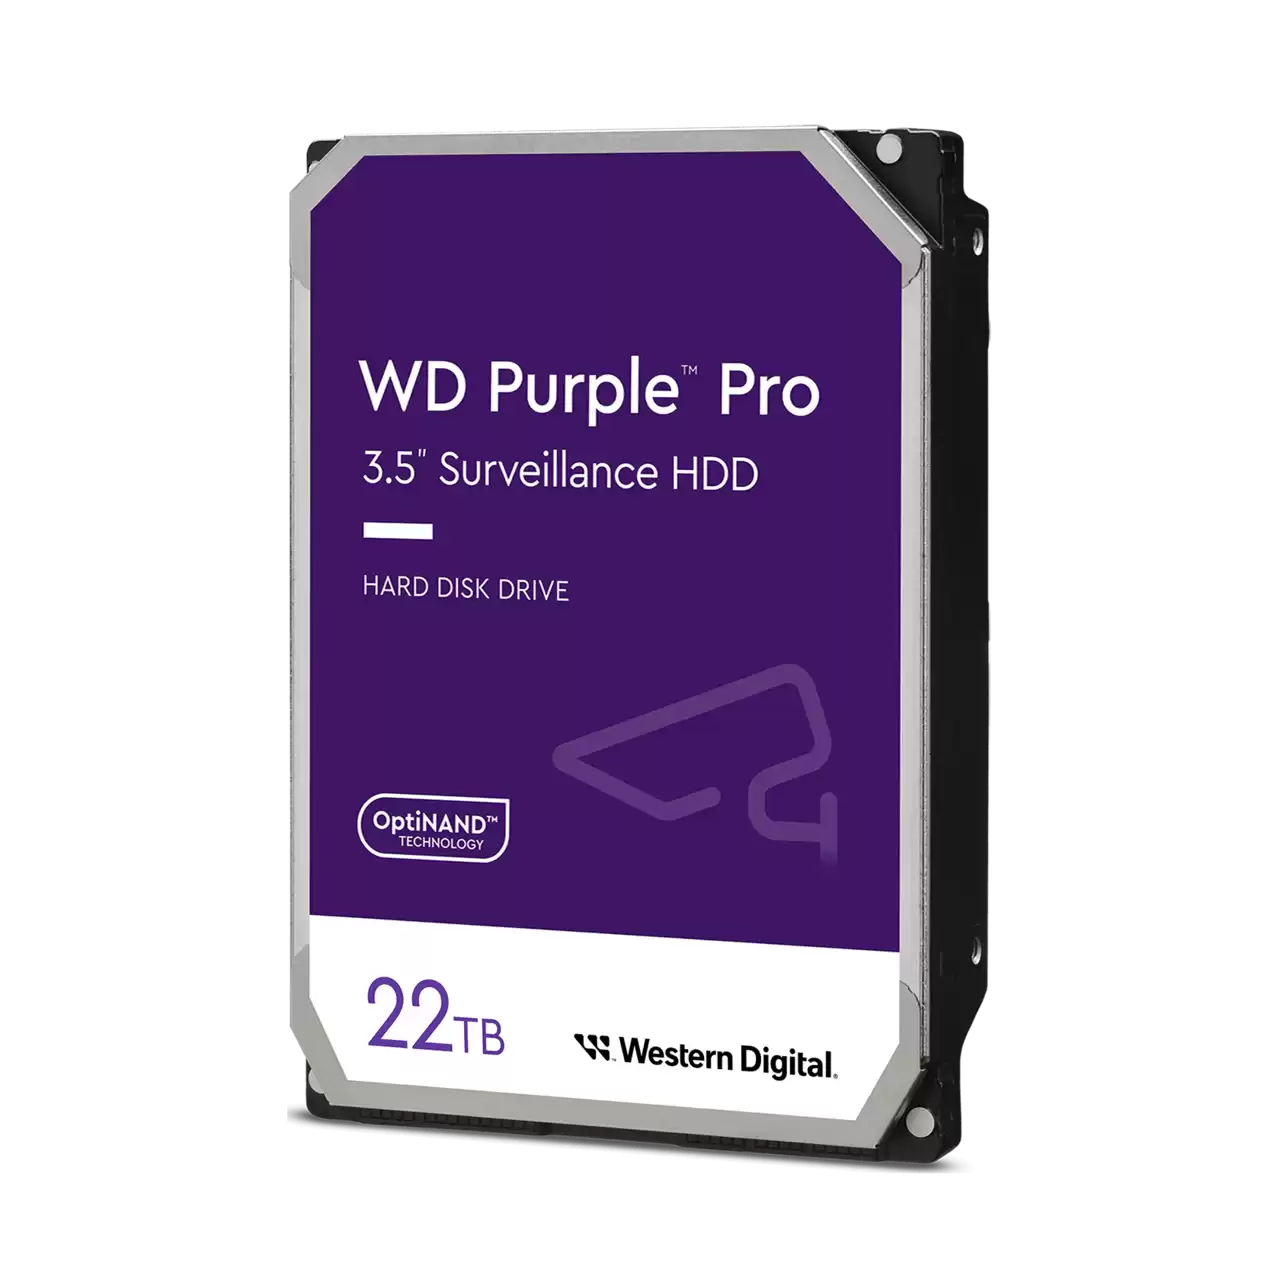 WD Purple™ Pro
3.5" Surveillance HDD
HARD DISK DRIVE
OptiNAND™
TECHNOLOGY
22TB
Western Digital®